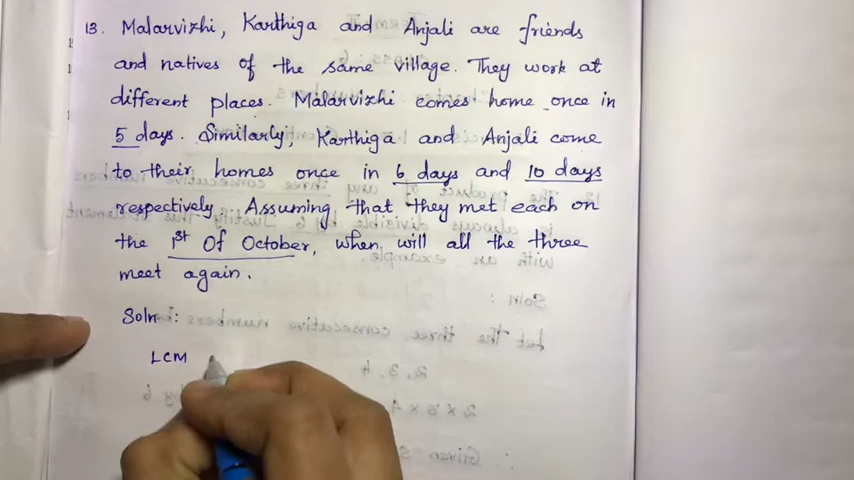 13. Malarvizhi, Karthiga and Anjali are friends
and natives of the same village. They work at
different places. Malarvizhi comes home once in
5 days. Similarly, Karthiga and Anjali come
to their homes once in 6 days and 10 days
respectively. Assuming that they met each on
the 1st Of October, when will all the three
meet again.
Soln:
LCM